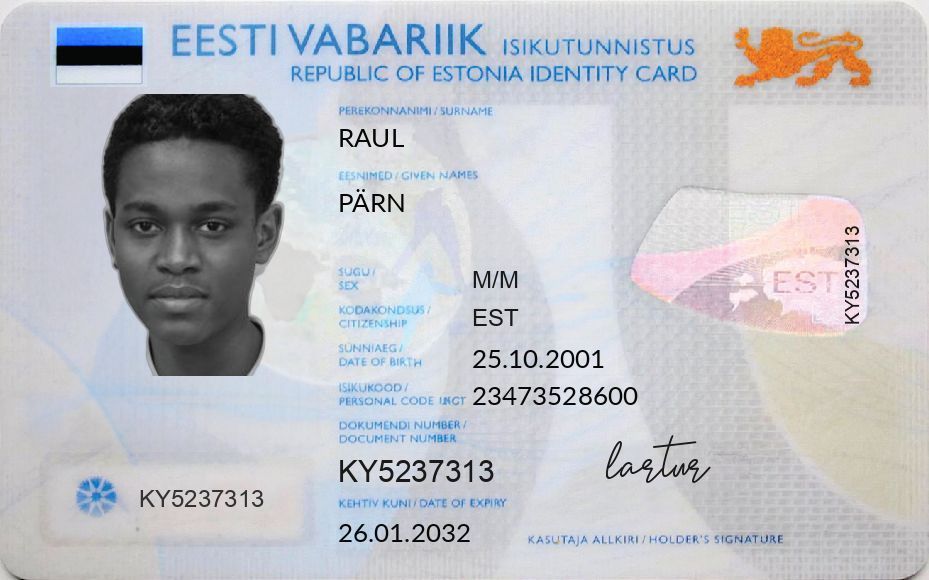 EESTI VABARIIK ISIKUTUNNISTUS
REPUBLIC OF ESTONIA IDENTITY CARD
PEREKONNANIMI / SURNAME
RAUL
EESNIMED / GIVEN NAMES
PÄRN
SUGU /
SEX
M/M
KODAKONDSUS /
CITIZENSHIP
EST
SÜNNIAEG /
DATE OF BIRTH
25.10.2001
ISIKUKOOD /
PERSONAL CODE
23473528600
DOKUMENDI NUMBER /
DOCUMENT NUMBER
KY5237313
KEHTIV KUNI / DATE OF EXPIRY
26.01.2032
KY5237313
EST
KY5237313
lartur
KASUTAJA ALLKIRI / HOLDER'S SIGNATURE